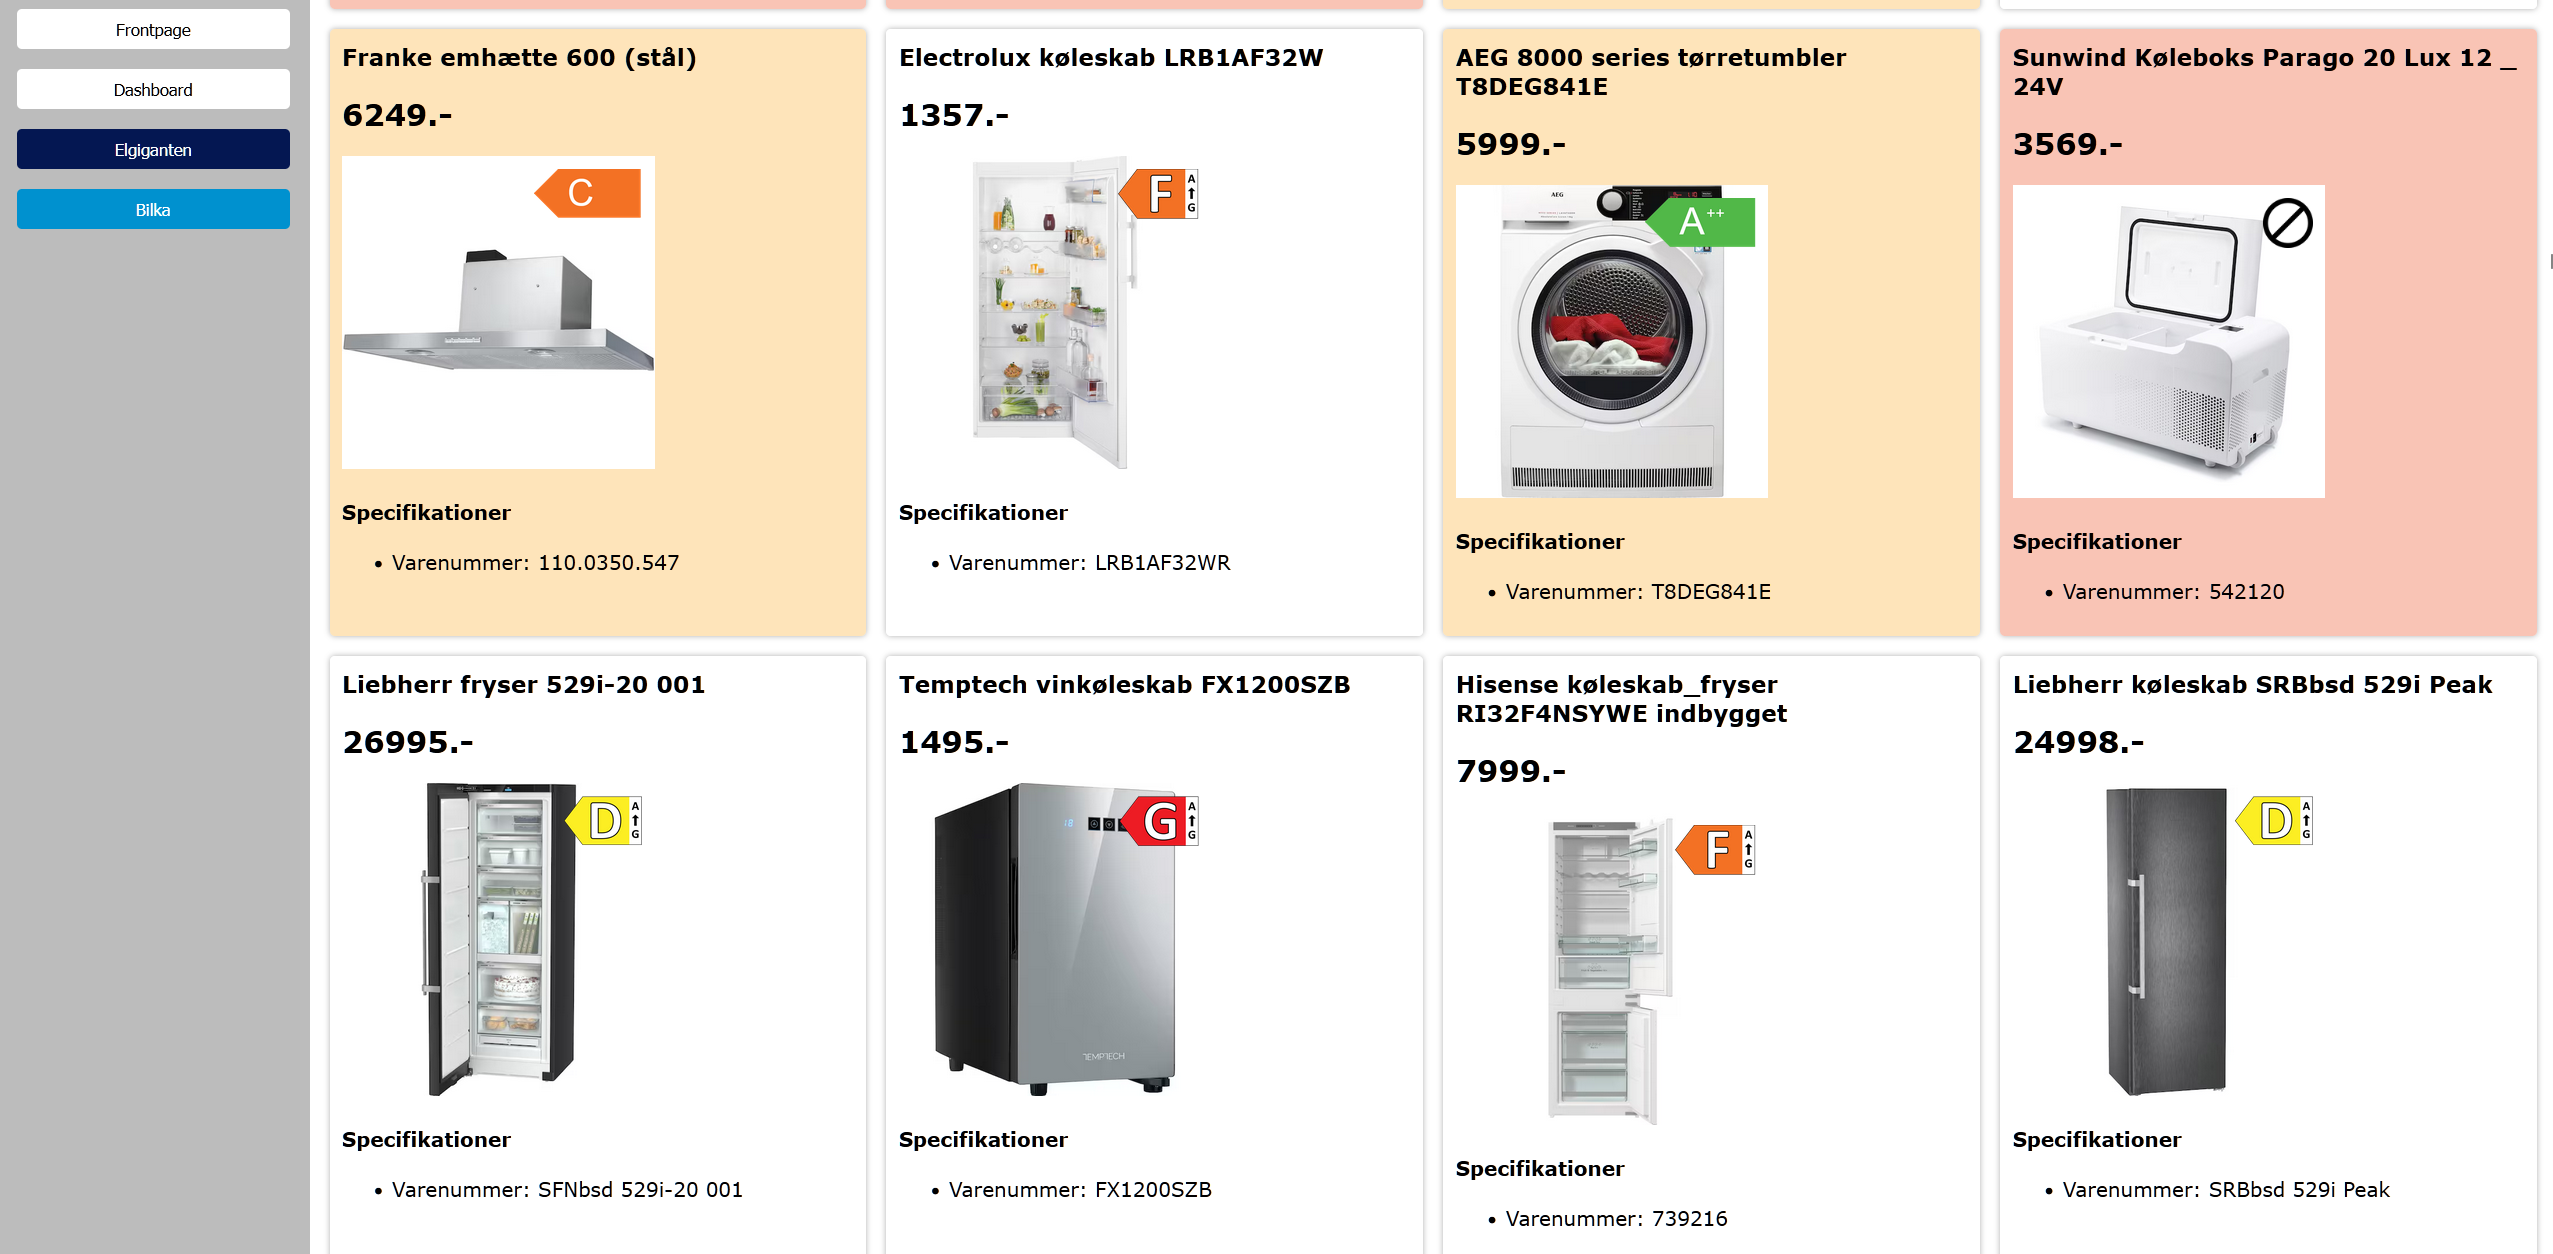 Frontpage
Dashboard
Elgiganten
Bilka
Franke emhætte 600 (stål)
6249.-
C
Specifikationer
Varenummer: 110.0350.547
Electrolux køleskab LRB1AF32W
1357.-
F
A
G
Specifikationer
Varenummer: LRB1AF32WR
AEG 8000 series tørretumbler
T8DEG841E
5999.-
AEG
A++
Specifikationer
Varenummer: T8DEG841E
Sunwind Køleboks Parago 20 Lux 12 _
24V
3569.-
Specifikationer
Varenummer: 542120
Liebherr fryser 529i-20 001
26995.-
D
A
G
Specifikationer
Varenummer: SFNbsd 529i-20 001
Temptech vinkøleskab FX1200SZB
1495.-
18
G
A
G
TEMPTECH
Specifikationer
Varenummer: FX1200SZB
Hisense køleskab_fryser
RI32F4NSYWE indbygget
7999.-
F
A
G
Specifikationer
Varenummer: 739216
Liebherr køleskab SRBbsd 529i Peak
24998.-
D
A
G
Specifikationer
Varenummer: SRBbsd 529i Peak